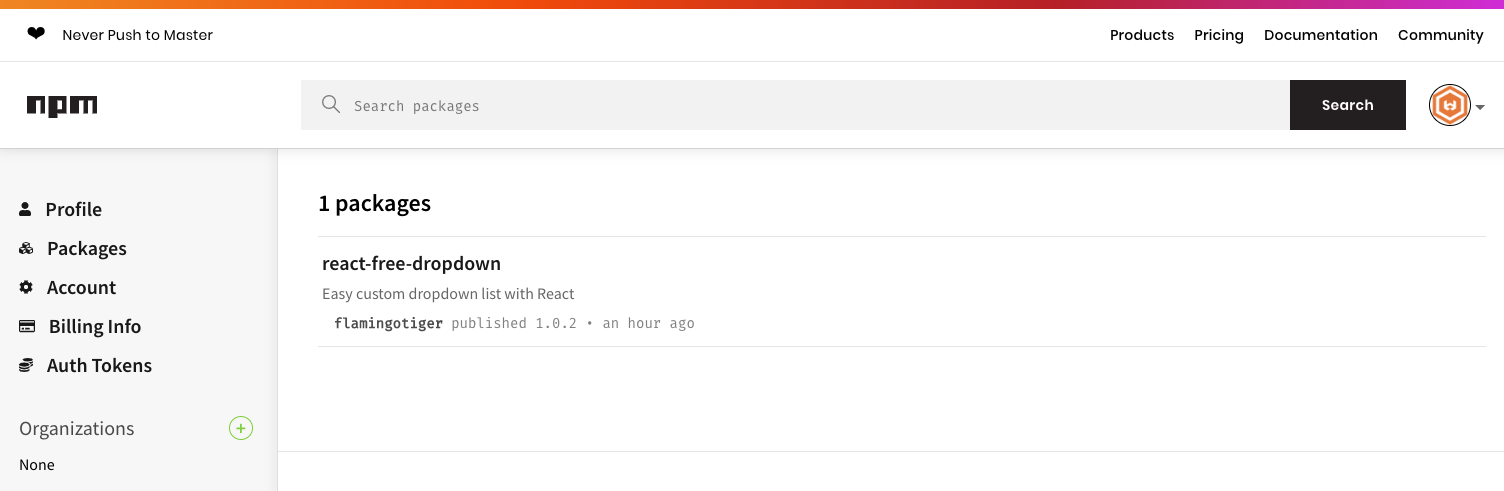 Never Push to Master
Products Pricing Documentation Community
npm
Search packages
Search
Profile
Packages
Account
Billing Info
Auth Tokens
Organizations
None
1 packages
react-free-dropdown
Easy custom dropdown list with React
flamingotiger published 1.0.2 • an hour ago